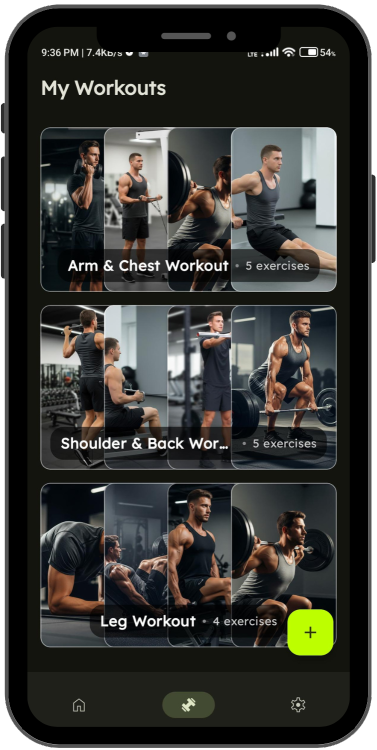 9:36 PM | 7.4KB/s
LTE 54%
My Workouts
Arm & Chest Workout • 5 exercises
Shoulder & Back Wor... • 5 exercises
Leg Workout • 4 exercises
+